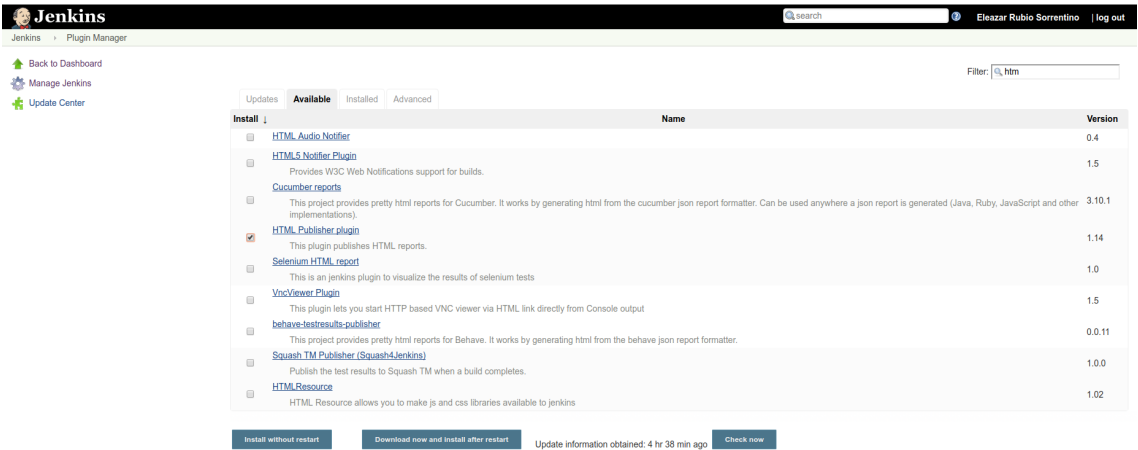 Jenkins
search
Eleazar Rubio Sorrentino | log out
Jenkins › Plugin Manager
Back to Dashboard
Manage Jenkins
Update Center
Filter: htm
Updates Available Installed Advanced
Install ↓ Name Version
HTML Audio Notifier 0.4
HTML5 Notifier Plugin
Provides W3C Web Notifications support for builds.
1.5
Cucumber reports
This project provides pretty html reports for Cucumber. It works by generating html from the cucumber json report formatter. Can be used anywhere a json report is generated (Java, Ruby, JavaScript and other
implementations).
3.10.1
HTML Publisher plugin
This plugin publishes HTML reports.
1.14
Selenium HTML report
This is an jenkins plugin to visualize the results of selenium tests
1.0
VncViewer Plugin
This plugin lets you start HTTP based VNC viewer via HTML link directly from Console output
1.5
behave-testresults-publisher
This project provides pretty html reports for Behave. It works by generating html from the behave json report formatter.
0.0.11
Squash TM Publisher (Squash4Jenkins)
Publish the test results to Squash TM when a build completes.
1.0.0
HTMLResource
HTML Resource allows you to make js and css libraries available to jenkins
1.02
Install without restart Download now and install after restart Update information obtained: 4 hr 38 min ago Check now